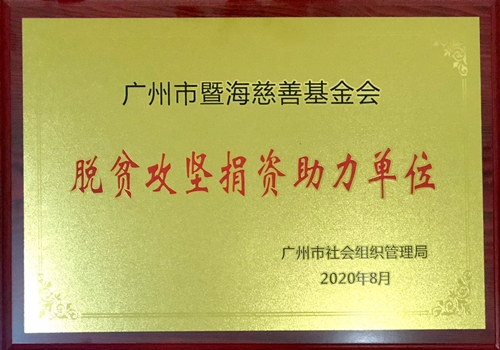 广州市暨海慈善基金会
脱贫攻坚捐资助力单位
广州市社会组织管理局
2020年8月